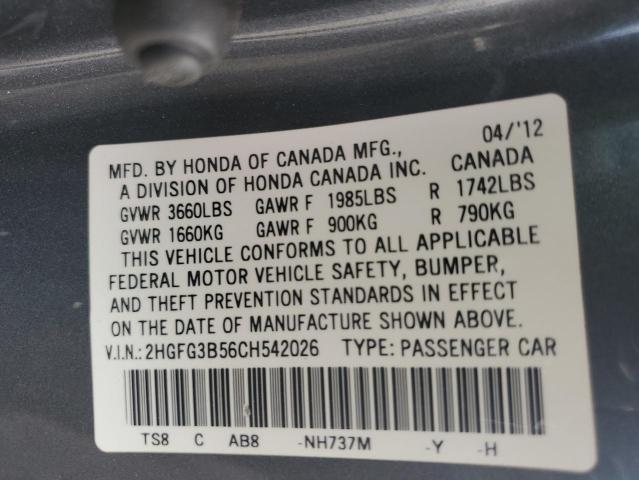 04/'12
MFD. BY HONDA OF CANADA MFG.,
A DIVISION OF HONDA CANADA INC. CANADA
GVWR 3660LBS GAWR F 1985LBS R 1742LBS
GVWR 1660KG GAWR F 900KG R 790KG
THIS VEHICLE CONFORMS TO ALL APPLICABLE
FEDERAL MOTOR VEHICLE SAFETY, BUMPER,
AND THEFT PREVENTION STANDARDS IN EFFECT
ON THE DATE OF MANUFACTURE SHOWN ABOVE.
V.I.N.: 2HGFG3B56CH542026 TYPE: PASSENGER CAR
TS8 C AB8 -NH737M -Y -H